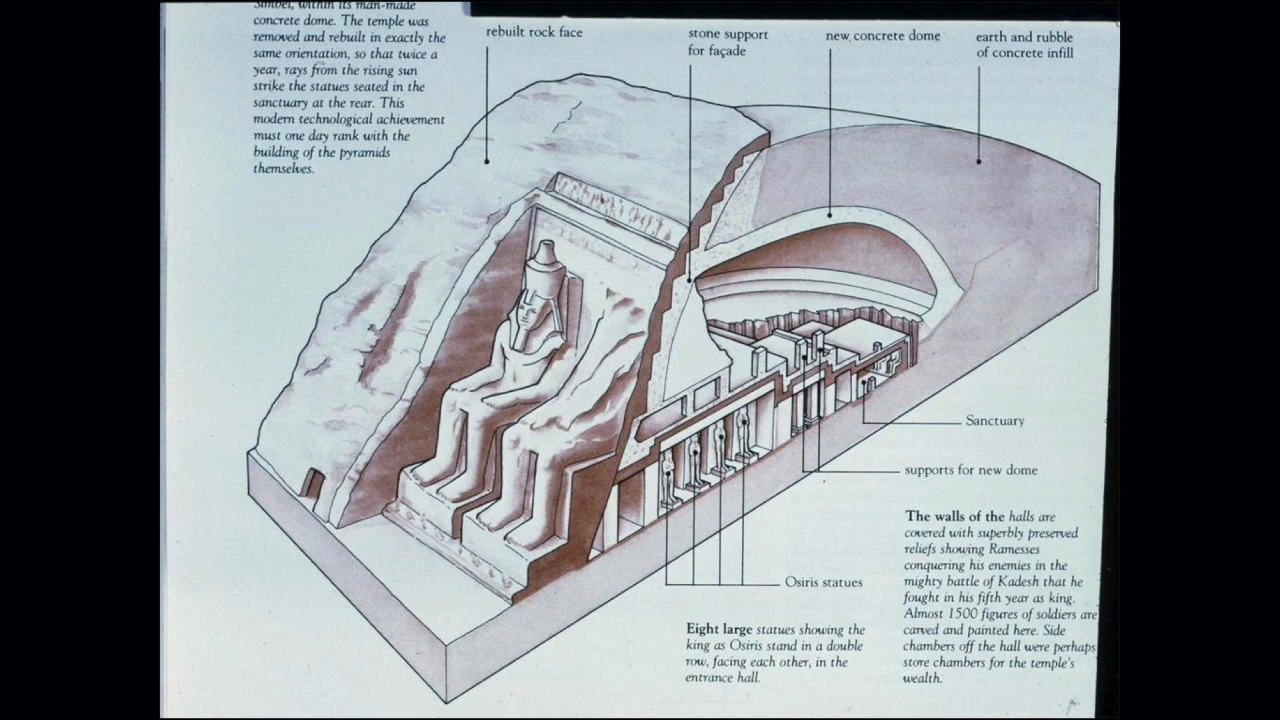 Simbel, within its man-made
concrete dome. The temple was
removed and rebuilt in exactly the
same orientation, so that twice a
year, rays from the rising sun
strike the statues seated in the
sanctuary at the rear. This
modern technological achievement
must one day rank with the
building of the pyramids
themselves.
rebuilt rock face
stone support
for façade
new concrete dome
earth and rubble
of concrete infill
Sanctuary
supports for new dome
Osiris statues
Eight large statues showing the
king as Osiris stand in a double
row, facing each other, in the
entrance hall.
The walls of the halls are
covered with superbly preserved
reliefs showing Ramesses
conquering his enemies in the
mighty battle of Kadesh that he
fought in his fifth year as king.
Almost 1500 figures of soldiers are
carved and painted here. Side
chambers off the hall were perhaps
store chambers for the temple's
wealth.